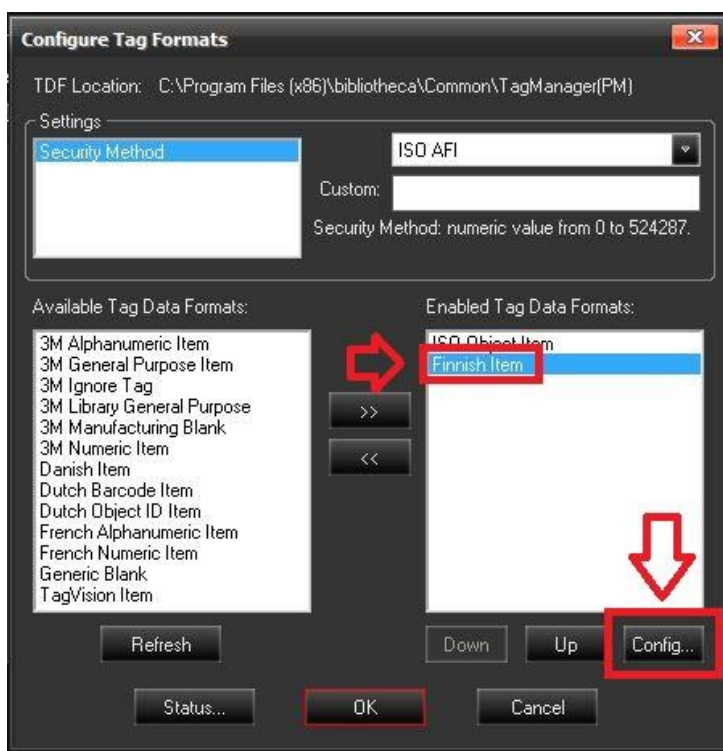 Configure Tag Formats
TDF Location: C:\Program Files (x86)\bibliotheca\Common\TagManager(PM)
Settings
Security Method
ISO AFI
Custom:
Security Method: numeric value from 0 to 524287.
Available Tag Data Formats:
3M Alphanumeric Item
3M General Purpose Item
3M Ignore Tag
3M Library General Purpose
3M Manufacturing Blank
3M Numeric Item
Danish Item
Dutch Barcode Item
Dutch Object ID Item
French Alphanumeric Item
French Numeric Item
Generic Blank
TagVision Item
>>
<<
Enabled Tag Data Formats:
ISO Object Item
Finnish Item
Refresh
Down
Up
Config...
Status...
OK
Cancel